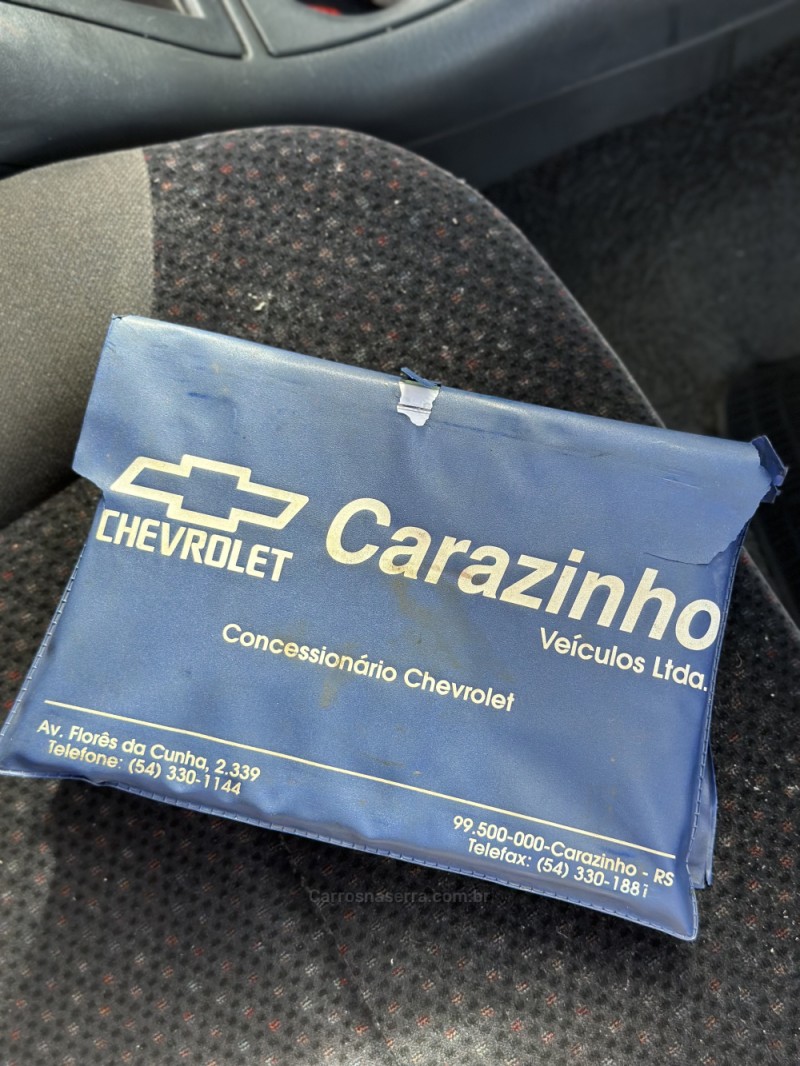 CHEVROLET
Carazinho
Veículos Ltda.
Concessionário Chevrolet
Av. Florês da Cunha, 2.339
Telefone: (54) 330-1144
99.500-000-Carazinho - RS
Telefax: (54) 330-1881
Carrosnaserra.com.br